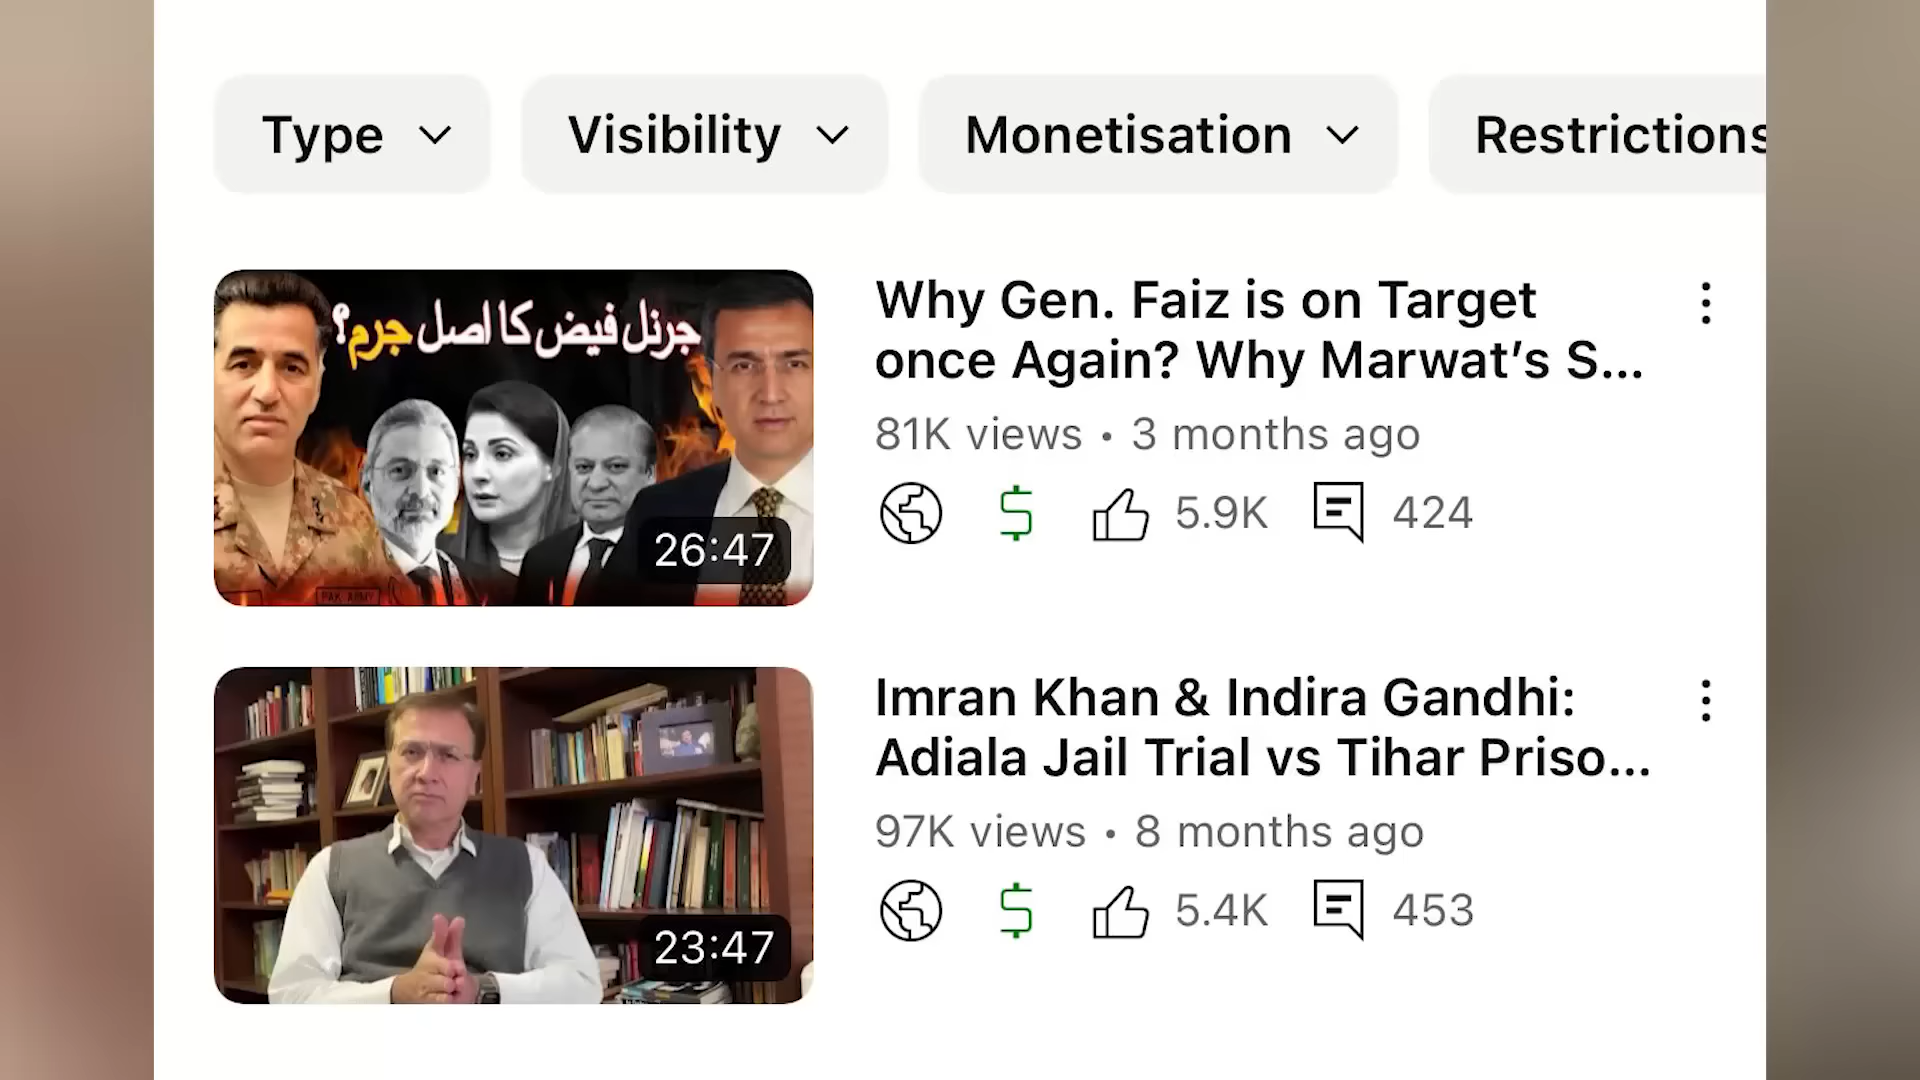 Type
Visibility
Monetisation
Restrictions
جرنل فیض کا اصل جرم؟
PAK ARMY
26:47
Why Gen. Faiz is on Target
once Again? Why Marwat’s S...
81K views • 3 months ago
5.9K
424
23:47
Imran Khan & Indira Gandhi:
Adiala Jail Trial vs Tihar Priso...
97K views • 8 months ago
5.4K
453